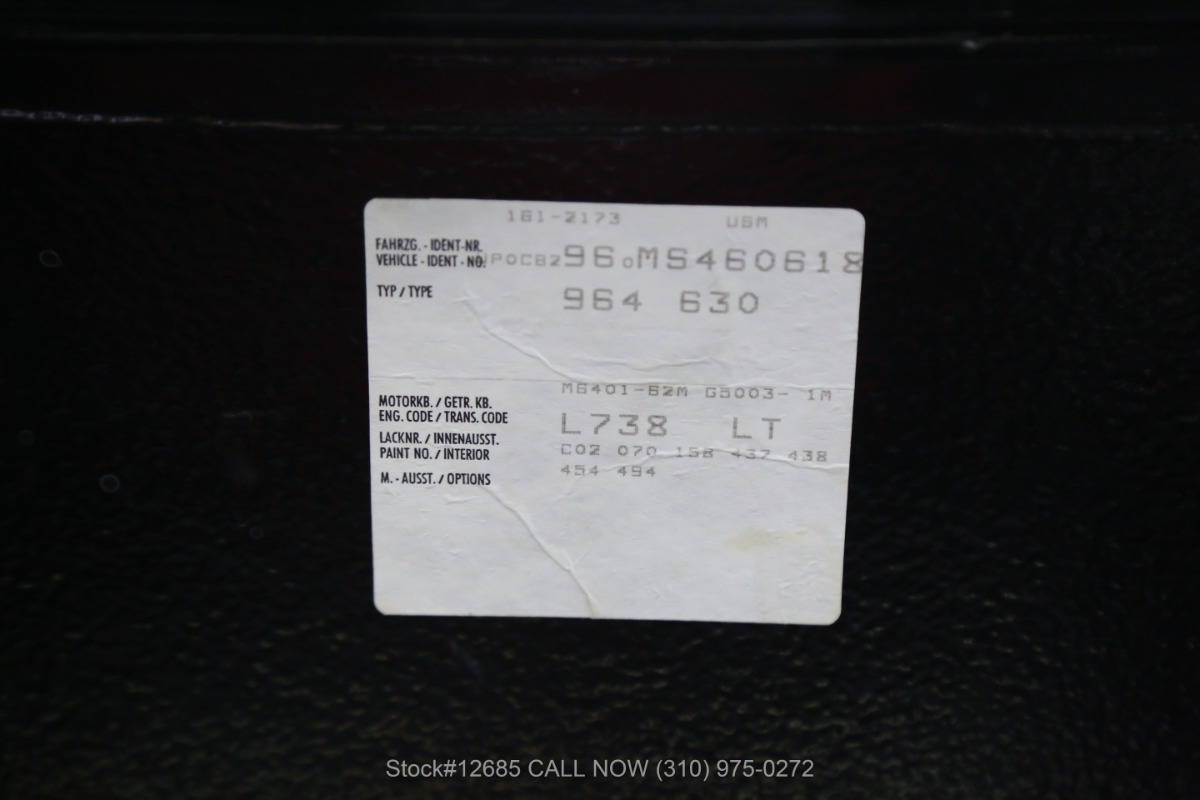 161-2173 USM
FAHRZG. - IDENT-NR.
VEHICLE - IDENT - NO. WP0CB296 0MS460618
TYP / TYPE 964 630
M6401-62M G5003- 1M
MOTORKB. / GETR. KB.
ENG. CODE / TRANS. CODE
L738 LT
LACKNR. / INNENAUSST.
PAINT NO. / INTERIOR
C02 070 158 437 438
M. - AUSST. / OPTIONS
454 494
Stock#12685 CALL NOW (310) 975-0272